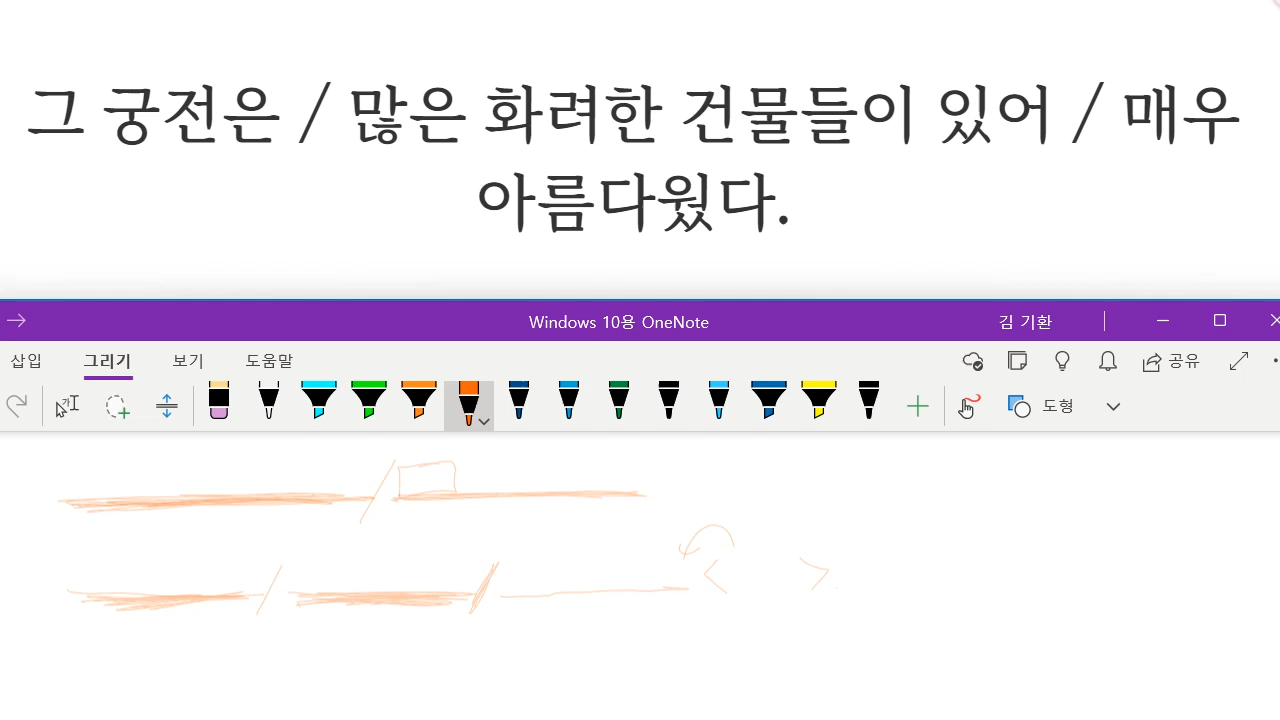 그 궁전은 / 많은 화려한 건물들이 있어 / 매우
아름다웠다.
Windows 10용 OneNote
김 기환
삽입 그리기 보기 도움말
공유
가
도형